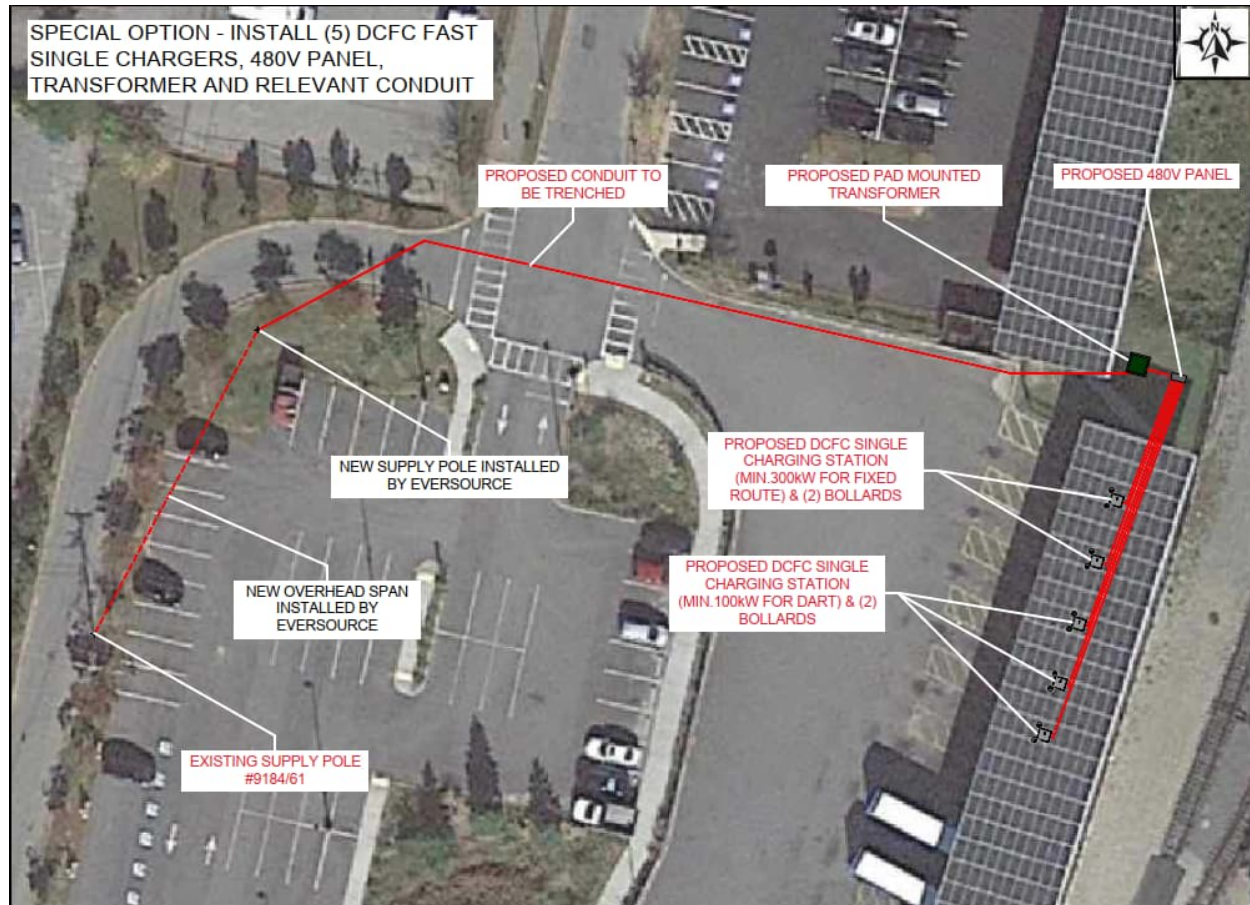 SPECIAL OPTION - INSTALL (5) DCFC FAST
SINGLE CHARGERS, 480V PANEL,
TRANSFORMER AND RELEVANT CONDUIT
N
PROPOSED CONDUIT TO
BE TRENCHED
PROPOSED PAD MOUNTED
TRANSFORMER
PROPOSED 480V PANEL
PROPOSED DCFC SINGLE
CHARGING STATION
(MIN.300kW FOR FIXED
ROUTE) & (2) BOLLARDS
NEW SUPPLY POLE INSTALLED
BY EVERSOURCE
PROPOSED DCFC SINGLE
CHARGING STATION
(MIN.100kW FOR DART) & (2)
BOLLARDS
NEW OVERHEAD SPAN
INSTALLED BY
EVERSOURCE
EXISTING SUPPLY POLE
#9184/61